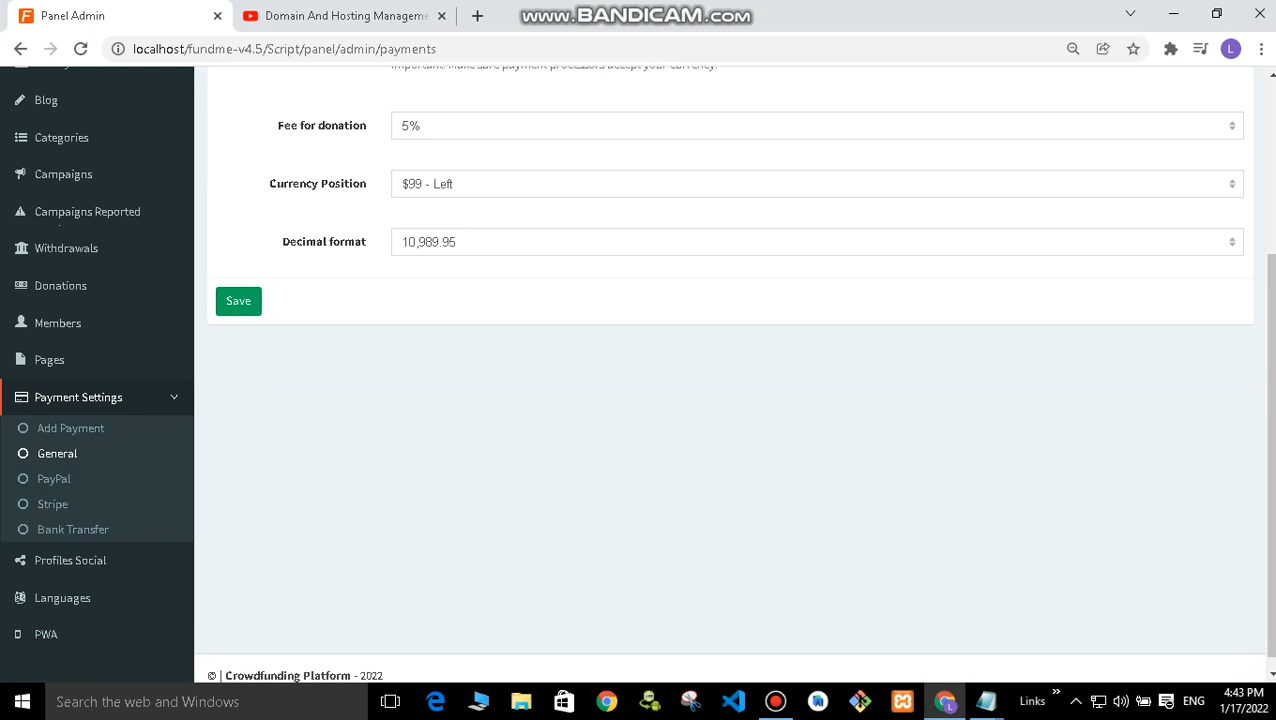 Panel Admin
Domain And Hosting Manageme
www.BANDICAM.com
localhost/fundme-v4.5/Script/panel/admin/payments
L
Important: Make sure payment processors accept your currency.
Blog
Categories
Campaigns
Campaigns Reported
Withdrawals
Donations
Members
Pages
Payment Settings
Add Payment
General
PayPal
Stripe
Bank Transfer
Profiles Social
Languages
PWA
Fee for donation
5%
Currency Position
$99 - Left
Decimal format
10,989.95
Save
© | Crowdfunding Platform - 2022
Search the web and Windows
Links
ENG
4:43 PM
1/17/2022